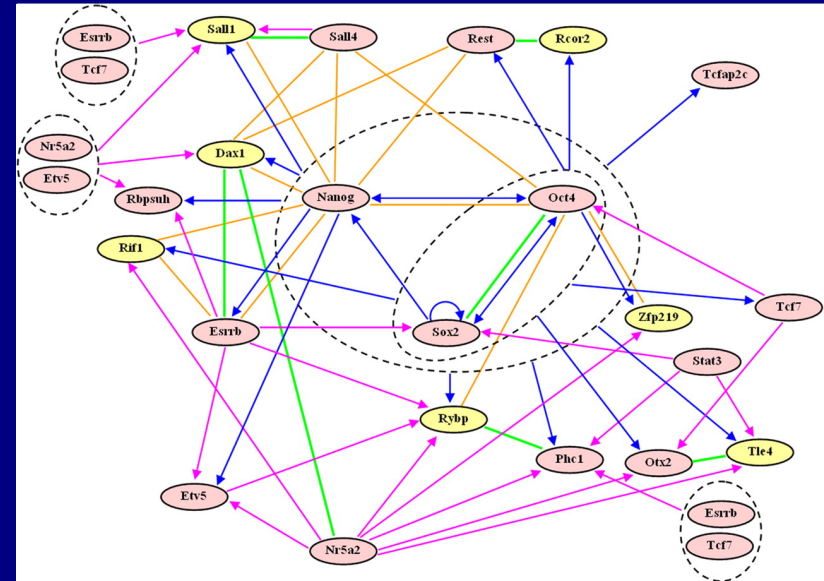 Esrrb
Tcf7
Sall1
Sall4
Rest
Rcor2
Tcfap2c
Nr5a2
Etv5
Dax1
Rbpsuh
Nanog
Oct4
Rif1
Esrrb
Sox2
Zfp219
Tcf7
Stat3
Rybp
Phc1
Otx2
Tle4
Etv5
Nr5a2
Esrrb
Tcf7